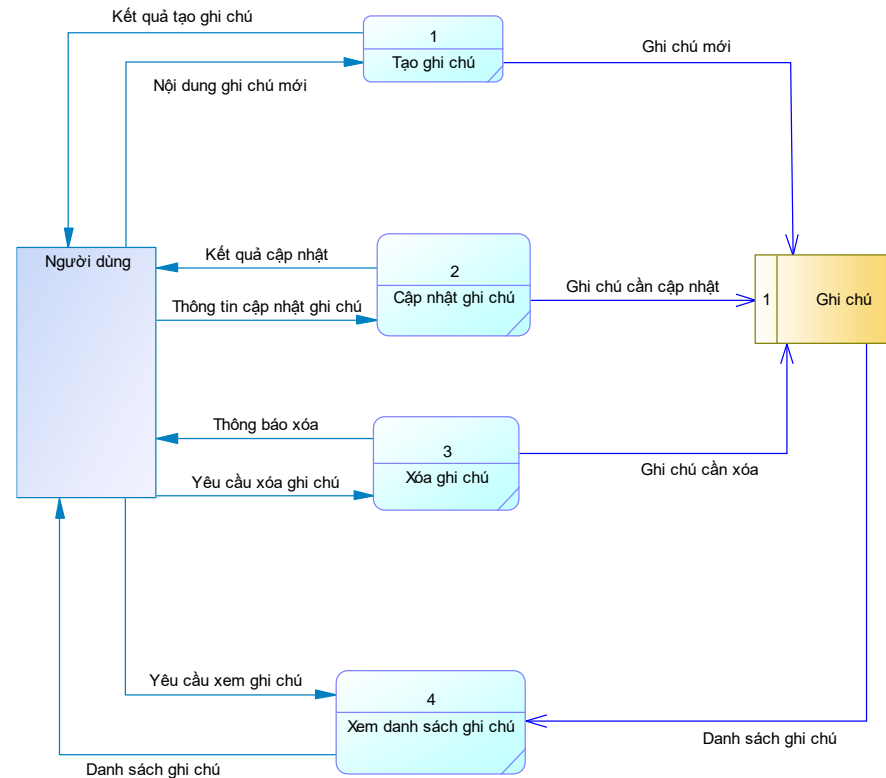 Kết quả tạo ghi chú
1
Tạo ghi chú
Ghi chú mới
Nội dung ghi chú mới
Người dùng
Kết quả cập nhật
2
Cập nhật ghi chú
Ghi chú cần cập nhật
Thông tin cập nhật ghi chú
1
Ghi chú
Thông báo xóa
3
Xóa ghi chú
Ghi chú cần xóa
Yêu cầu xóa ghi chú
Yêu cầu xem ghi chú
4
Xem danh sách ghi chú
Danh sách ghi chú
Danh sách ghi chú